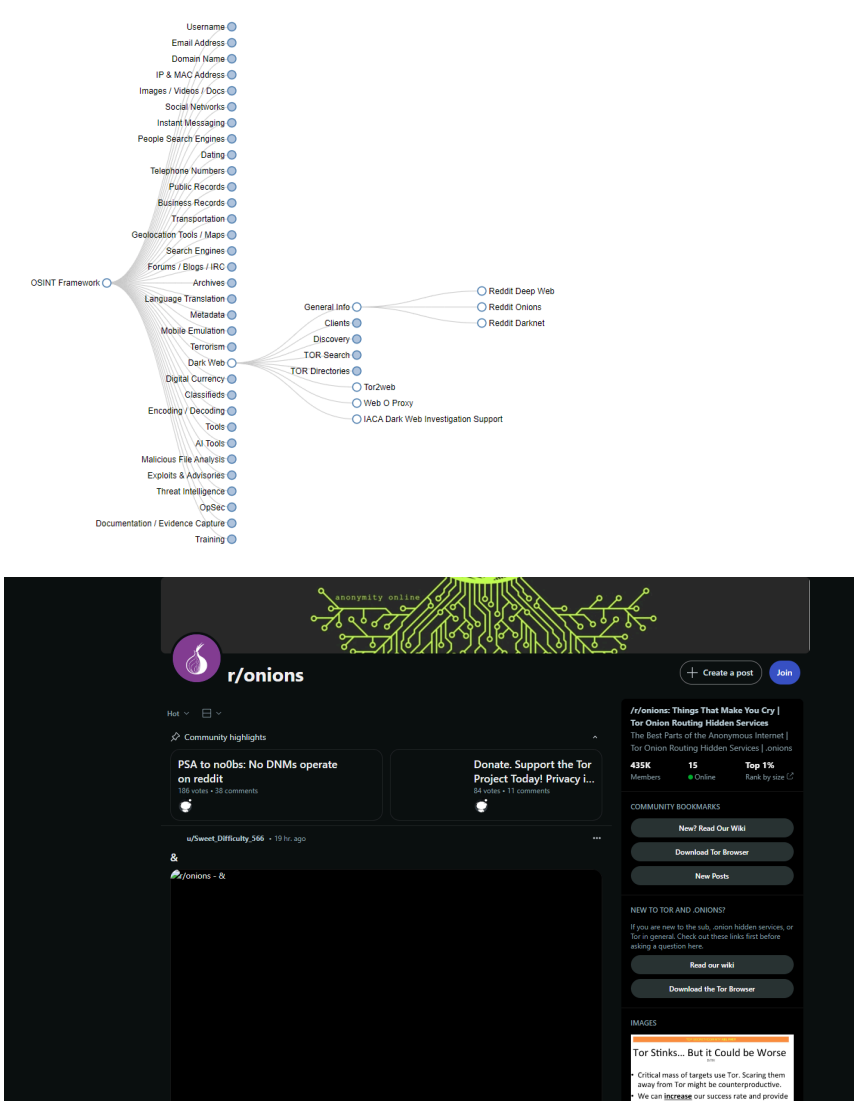 Username
Email Address
Domain Name
IP & MAC Address
Images / Videos / Docs
Social Networks
Instant Messaging
People Search Engines
Dating
Telephone Numbers
Public Records
Business Records
Transportation
Geolocation Tools / Maps
Search Engines
Forums / Blogs / IRC
OSINT Framework
Archives
Language Translation
Metadata
Mobile Emulation
Terrorism
Dark Web
Digital Currency
Classifieds
Encoding / Decoding
Tools
AI Tools
Malicious File Analysis
Exploits & Advisories
Threat Intelligence
OpSec
Documentation / Evidence Capture
Training
General Info
Clients
Discovery
TOR Search
TOR Directories
Tor2web
Web O Proxy
IACA Dark Web Investigation Support
Reddit Deep Web
Reddit Onions
Reddit Darknet
anonymity online
r/onions
Create a post
Join
Hot
Community highlights
PSA to no0bs: No DNMs operate
on reddit
186 votes • 38 comments
Donate. Support the Tor
Project Today! Privacy i...
84 votes • 11 comments
u/Sweet_Difficulty_566 • 19 hr. ago
&
r/onions - &
/r/onions: Things That Make You Cry |
Tor Onion Routing Hidden Services
The Best Parts of the Anonymous Internet |
Tor Onion Routing Hidden Services | .onions
435K 15 Top 1%
Members Online Rank by size
COMMUNITY BOOKMARKS
New? Read Our Wiki
Download Tor Browser
New Posts
NEW TO TOR AND .ONIONS?
If you are new to the sub, .onion hidden services, or
Tor in general. Check out these links first before
asking a question here.
Read our wiki
Download the Tor Browser
IMAGES
Tor Stinks... But it Could be Worse
• Critical mass of targets use Tor. Scaring them
away from Tor might be counterproductive.
• We can increase our success rate and provide